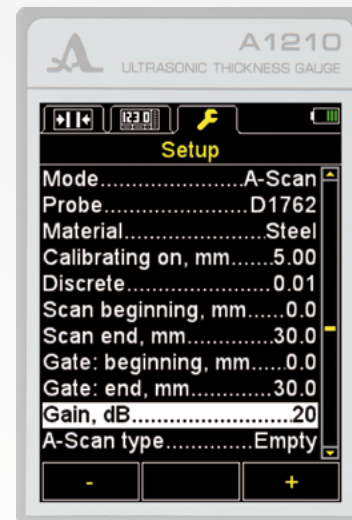 A1210
ULTRASONIC THICKNESS GAUGE
Setup
Mode......................A-Scan
Probe.......................D1762
Material.......................Steel
Calibrating on, mm.......5.00
Discrete.......................0.01
Scan beginning, mm......0.0
Scan end, mm..............30.0
Gate: beginning, mm....0.0
Gate: end, mm.............30.0
Gain, dB........................20
A-Scan type..............Empty
- +